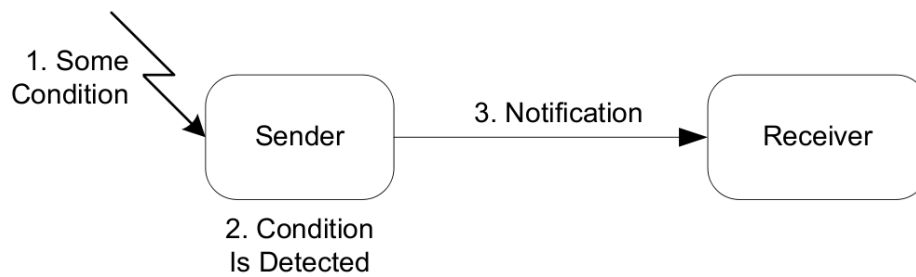 1. Some
Condition
Sender
3. Notification
Receiver
2. Condition
Is Detected